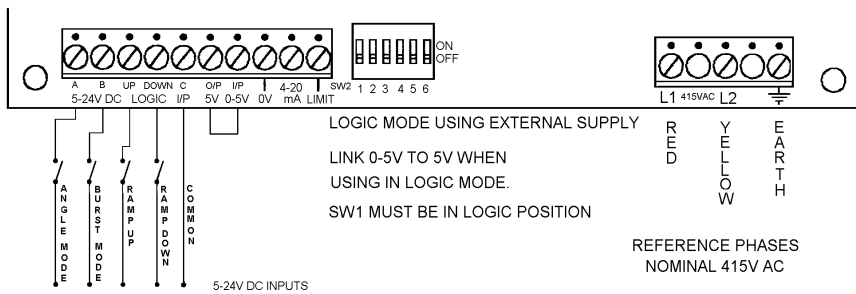 ON
OFF
A B UP DOWN C O/P I/P 4-20 SW2 1 2 3 4 5 6
5-24V DC LOGIC I/P 5V 0-5V 0V mA LIMIT
L1 415VAC L2
LOGIC MODE USING EXTERNAL SUPPLY
LINK 0-5V TO 5V WHEN
USING IN LOGIC MODE.
SW1 MUST BE IN LOGIC POSITION
RED
YELLOW
EARTH
ANGLE MODE
BURST MODE
RAMP UP
RAMP DOWN
COMMON
REFERENCE PHASES
NOMINAL 415V AC
5-24V DC INPUTS